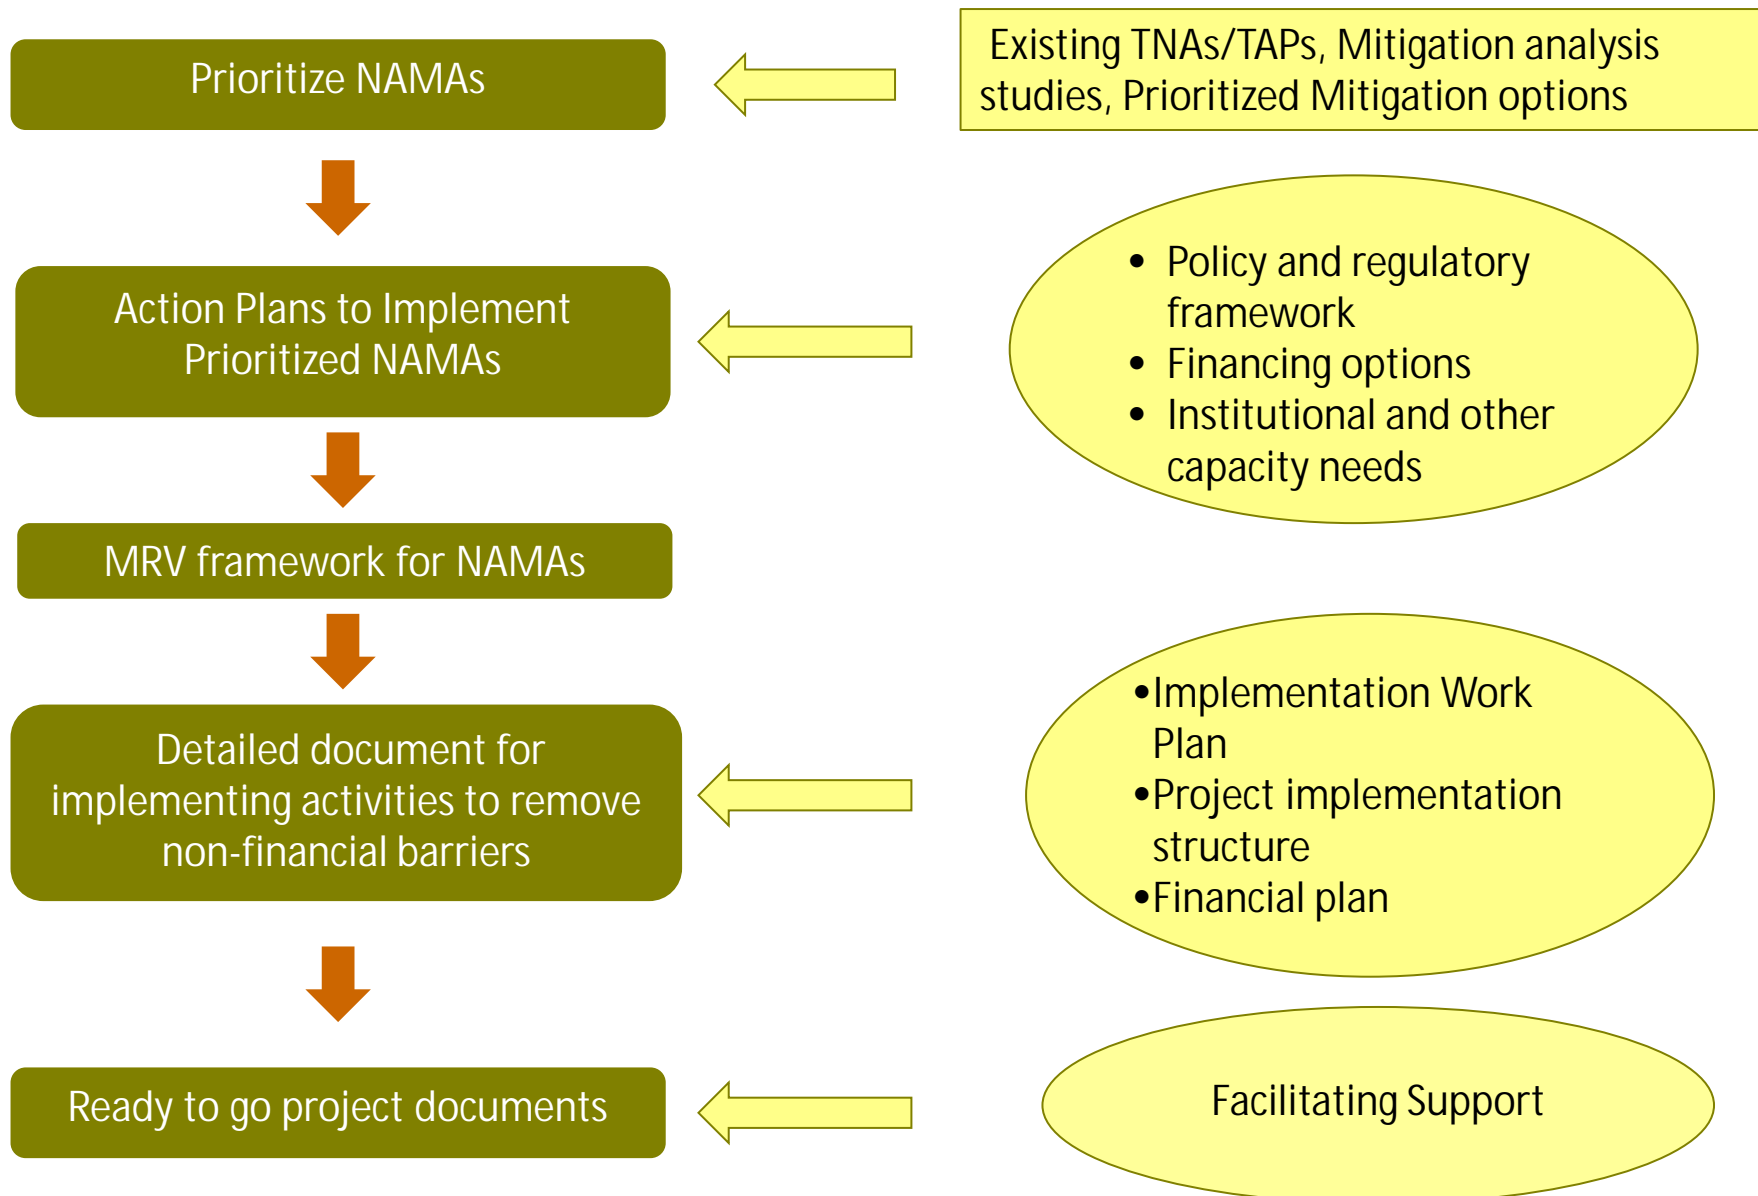 Prioritize NAMAs
Existing TNAs/TAPs, Mitigation analysis
studies, Prioritized Mitigation options
Action Plans to Implement
Prioritized NAMAs
• Policy and regulatory
framework
• Financing options
• Institutional and other
capacity needs
MRV framework for NAMAs
Detailed document for
implementing activities to remove
non-financial barriers
•Implementation Work
Plan
•Project implementation
structure
•Financial plan
Ready to go project documents
Facilitating Support